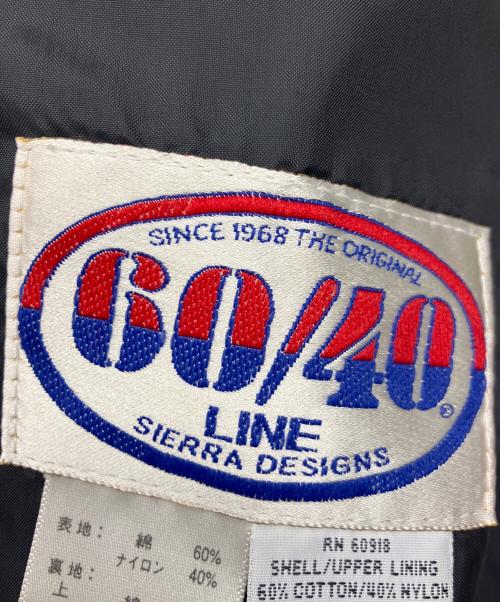 SINCE 1968 THE ORIGINAL
60/40®
LINE
SIERRA DESIGNS
表地: 綿 60%
ナイロン 40%
裏地:
上 綿
RN 60918
SHELL/UPPER LINING
60% COTTON/40% NYLON